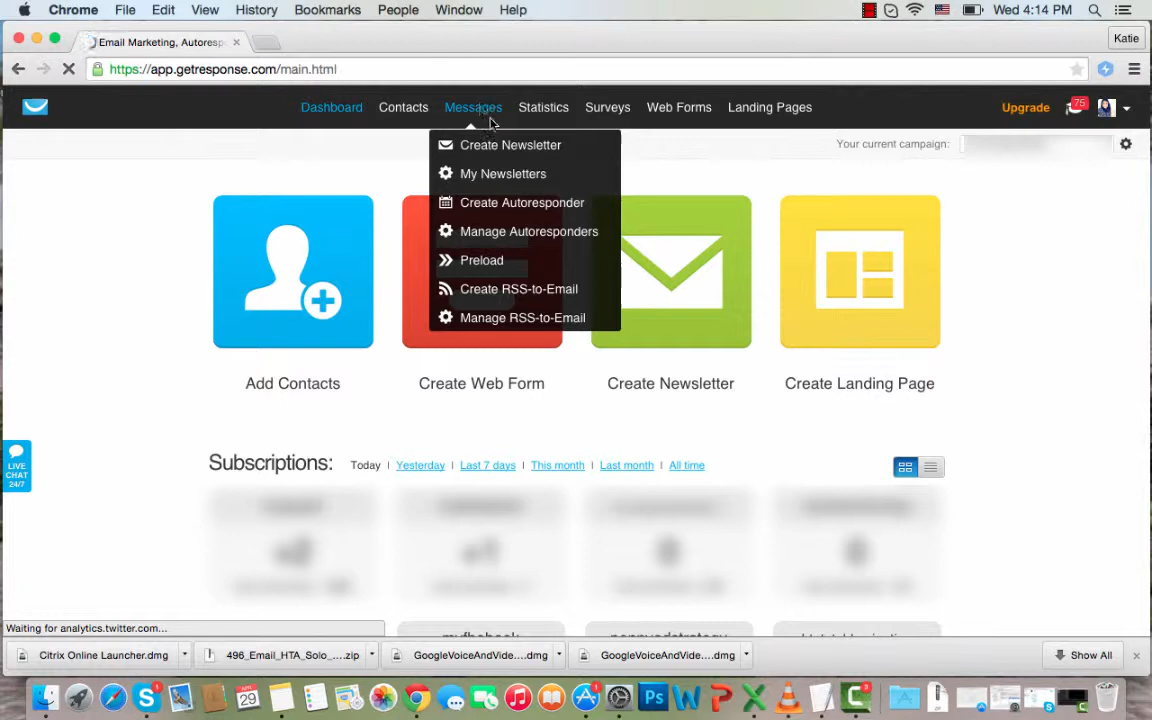 Chrome File Edit View History Bookmarks People Window Help Wed 4:14 PM
Email Marketing, Autoresp Katie
https://app.getresponse.com/main.html
Dashboard Contacts Messages Statistics Surveys Web Forms Landing Pages Upgrade 75
Your current campaign:
Create Newsletter
My Newsletters
Create Autoresponder
Manage Autoresponders
Preload
Create RSS-to-Email
Manage RSS-to-Email
Add Contacts Create Web Form Create Newsletter Create Landing Page
LIVE
CHAT
24/7
Subscriptions: Today | Yesterday | Last 7 days | This month | Last month | All time
Waiting for analytics.twitter.com...
Citrix Online Launcher.dmg 496_Email_HTA_Solo_....zip GoogleVoiceAndVide....dmg GoogleVoiceAndVide....dmg Show All
APR
29